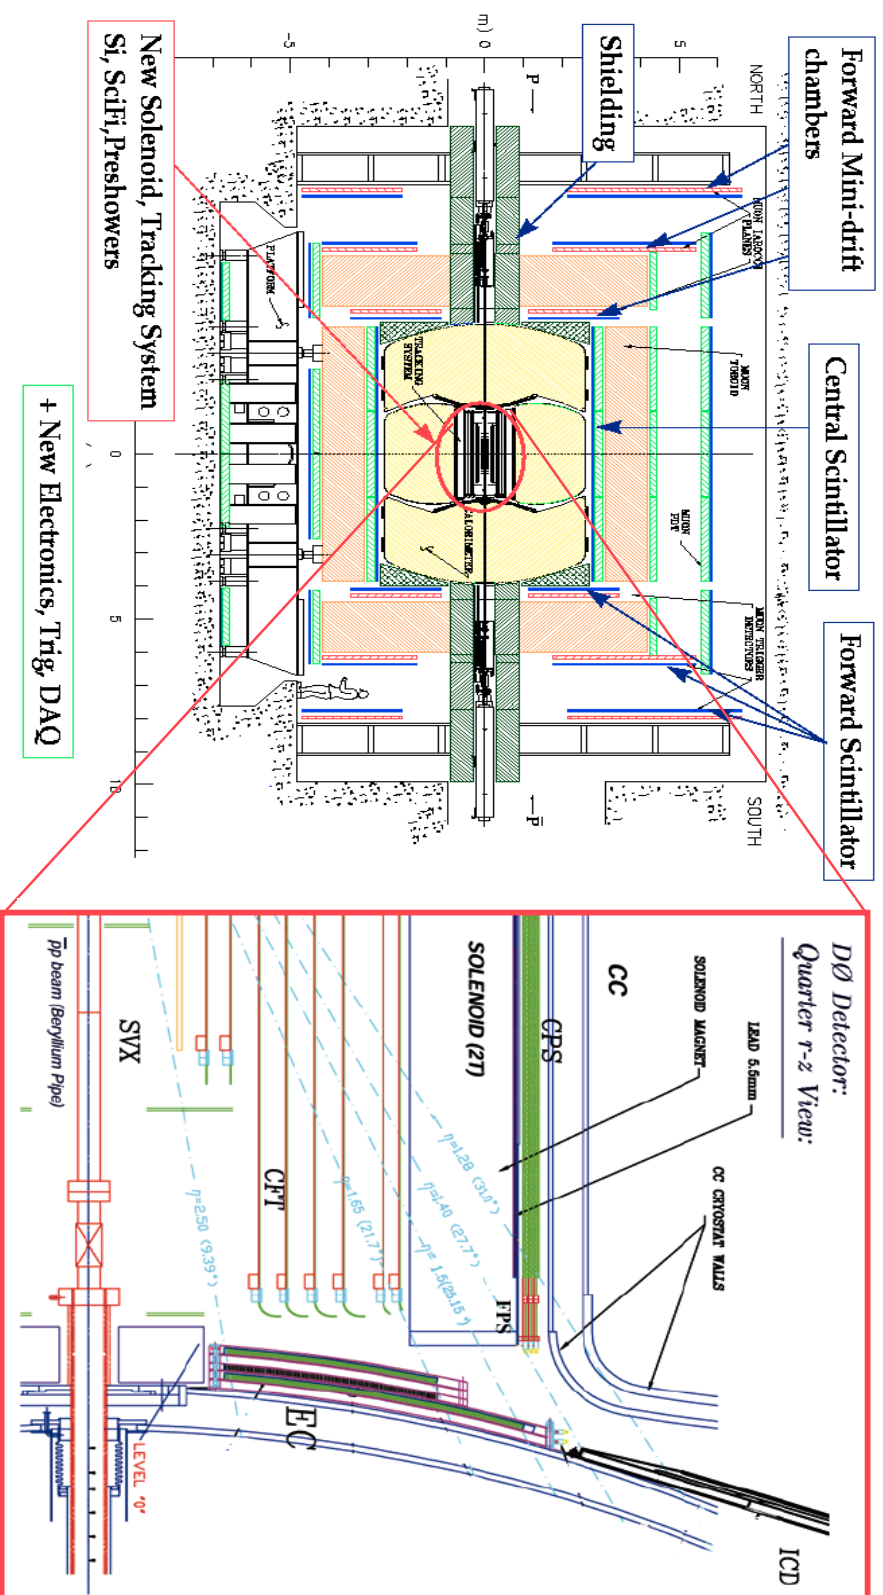 Forward Mini-drift
chambers
Shielding
New Solenoid, Tracking System
Si, SciFi,Preshowers
Central Scintillator
Forward Scintillator
+ New Electronics, Trig, DAQ
NORTH
SOUTH
P
P̅
m)
5
0
-5
0
5
10
PLANES
MUON
TOROID
MUON
PDT
MUON TRIGGER
DETECTORS
TRACKING
SYSTEM
CALORIMETER
PLATFORM
DØ Detector:
Quarter r-z View:
CC
SOLENOID MAGNET
LEAD 5.5mm
CC CRYOSTAT WALLS
CPS
SOLENOID (2T)
FPS
η=1.28 (31.0°)
η=1.40 (27.7°)
η= 1.5(25.15°)
η=1.65 (21.7°)
η=2.50 (9.39°)
CFT
SVX
EC
ICD
LEVEL "0"
p̅p beam (Beryllium Pipe)